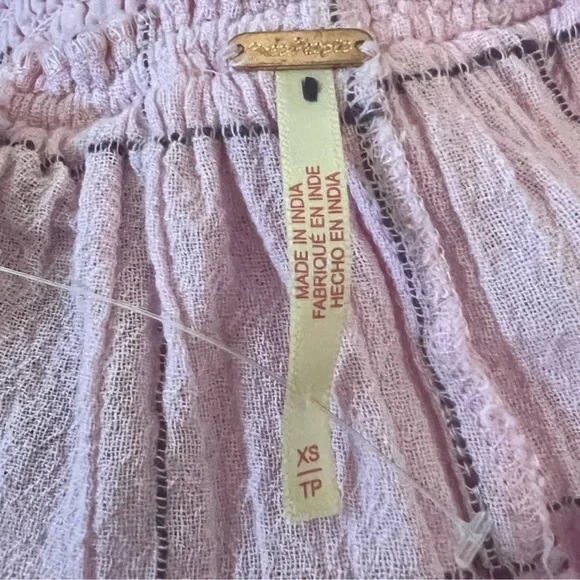 MADE IN INDIA
FABRIQUÉ EN INDE
HECHO EN INDIA
XS
TP